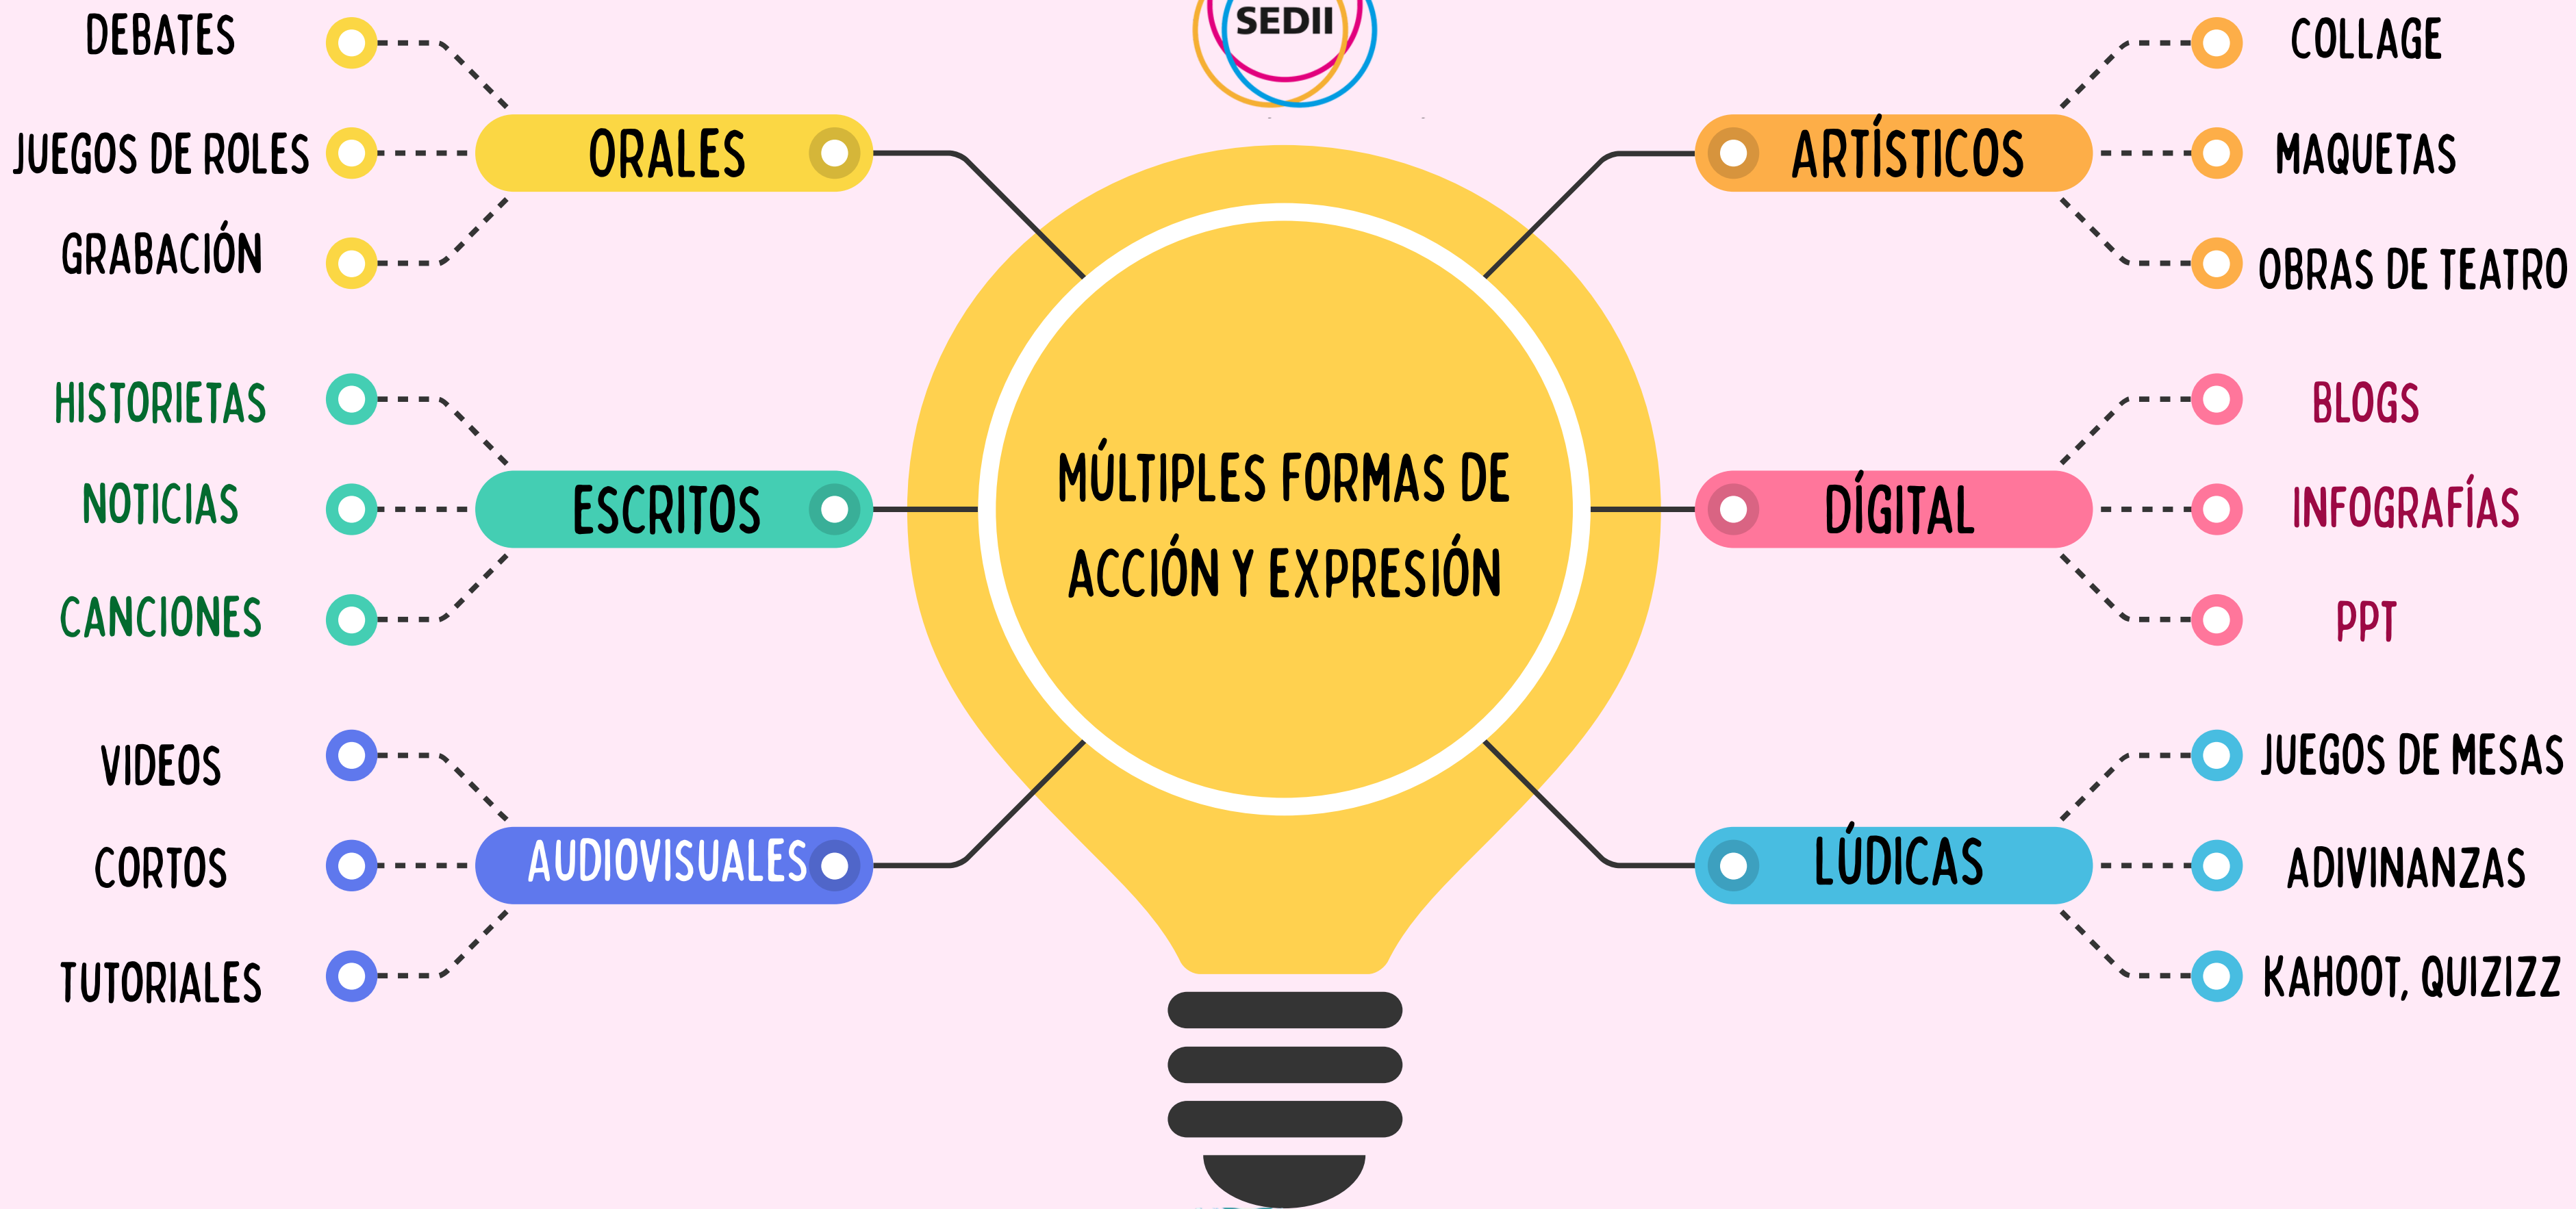 SEDII
DEBATES
JUEGOS DE ROLES
GRABACIÓN
ORALES
HISTORIETAS
NOTICIAS
CANCIONES
ESCRITOS
VIDEOS
CORTOS
TUTORIALES
AUDIOVISUALES
MÚLTIPLES FORMAS DE
ACCIÓN Y EXPRESIÓN
ARTÍSTICOS
COLLAGE
MAQUETAS
OBRAS DE TEATRO
DÍGITAL
BLOGS
INFOGRAFÍAS
PPT
LÚDICAS
JUEGOS DE MESAS
ADIVINANZAS
KAHOOT, QUIZIZZ